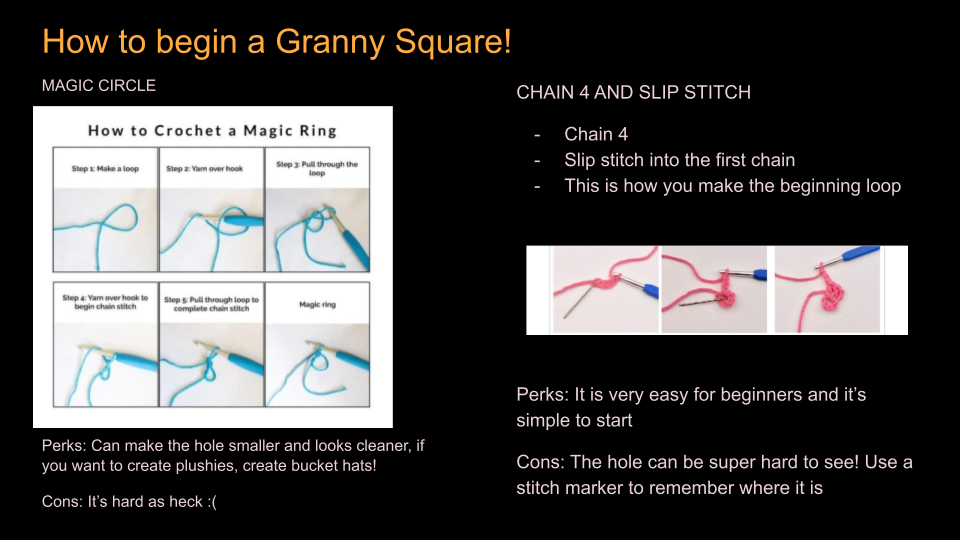 How to begin a Granny Square!
MAGIC CIRCLE
How to Crochet a Magic Ring
Step 1: Make a loop
Step 2: Yarn over hook
Step 3: Pull through the
loop
Step 4: Yarn over hook to
begin chain stitch
Step 5: Pull through loop to
complete chain stitch
Magic ring
Perks: Can make the hole smaller and looks cleaner, if
you want to create plushies, create bucket hats!
Cons: It’s hard as heck :(
CHAIN 4 AND SLIP STITCH
- Chain 4
- Slip stitch into the first chain
- This is how you make the beginning loop
Perks: It is very easy for beginners and it’s
simple to start
Cons: The hole can be super hard to see! Use a
stitch marker to remember where it is